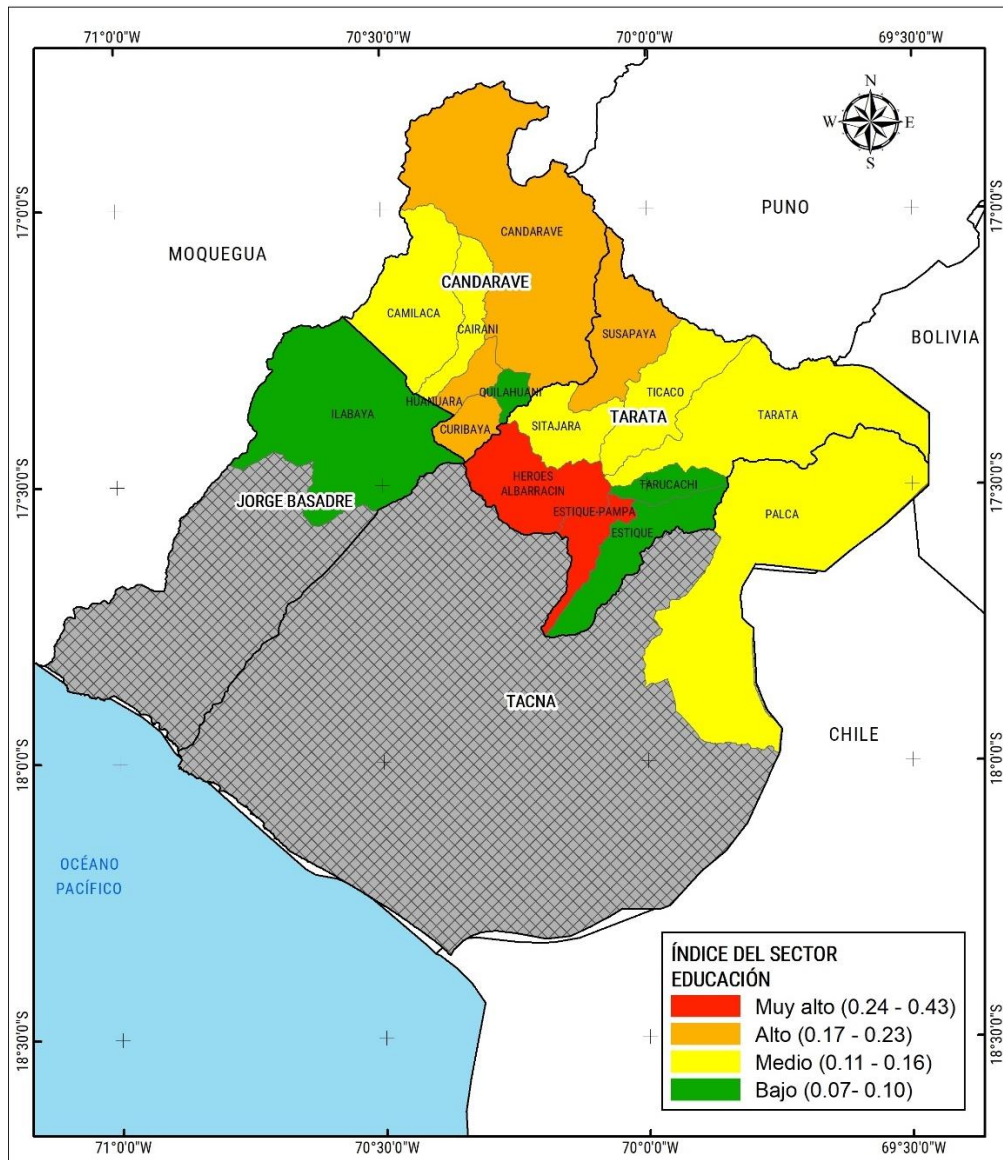 71°0'0"W
70°30'0"W
70°0'0"W
69°30'0"W
N
W
E
S
17°0'0"S
17°0'0"S
PUNO
CANDARAVE
MOQUEGUA
CANDARAVE
CAMILACA
CAIRANI
SUSAPAYA
BOLIVIA
TICACO
QUILAHUANI
HUANUARA
ILABAYA
TARATA
TARATA
SITAJARA
CURIBAYA
HEROES
ALBARRACIN
TARUCACHI
17°30'0"S
17°30'0"S
JORGE BASADRE
ESTIQUE-PAMPA
PALCA
ESTIQUE
TACNA
CHILE
18°0'0"S
18°0'0"S
OCÉANO
PACÍFICO
ÍNDICE DEL SECTOR
EDUCACIÓN
Muy alto (0.24 - 0.43)
Alto (0.17 - 0.23)
Medio (0.11 - 0.16)
Bajo (0.07- 0.10)
18°30'0"S
18°30'0"S
71°0'0"W
70°30'0"W
70°0'0"W
69°30'0"W